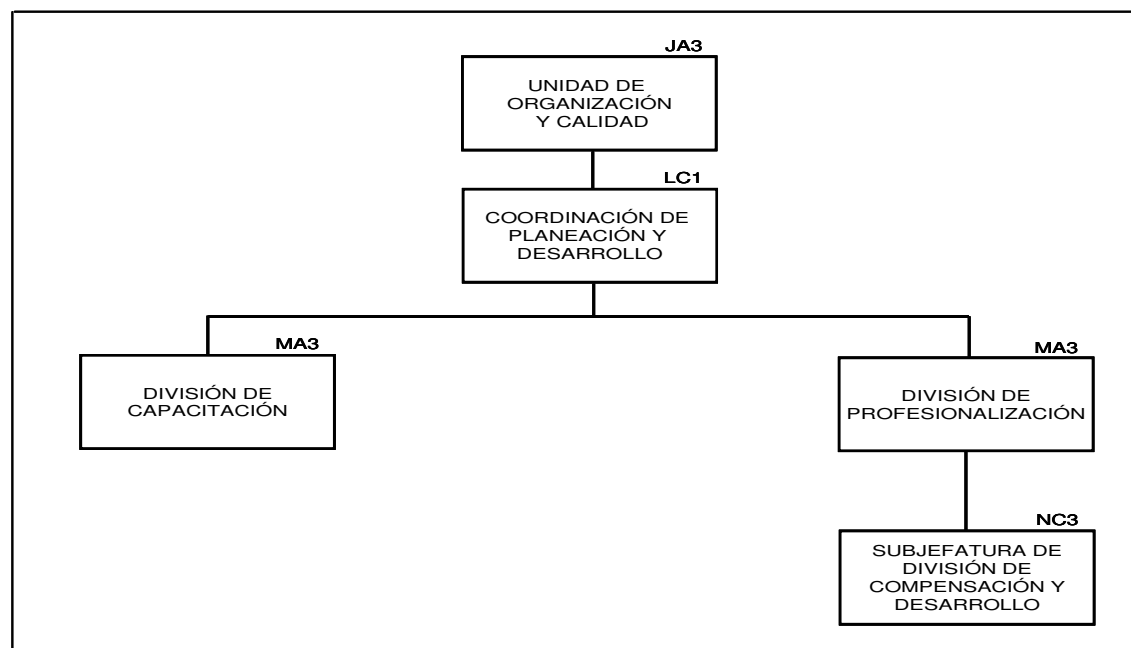 JA3
UNIDAD DE
ORGANIZACIÓN
Y CALIDAD
LC1
COORDINACIÓN DE
PLANEACIÓN Y
DESARROLLO
MA3
DIVISIÓN DE
CAPACITACIÓN
MA3
DIVISIÓN DE
PROFESIONALIZACIÓN
NC3
SUBJEFATURA DE
DIVISIÓN DE
COMPENSACIÓN Y
DESARROLLO